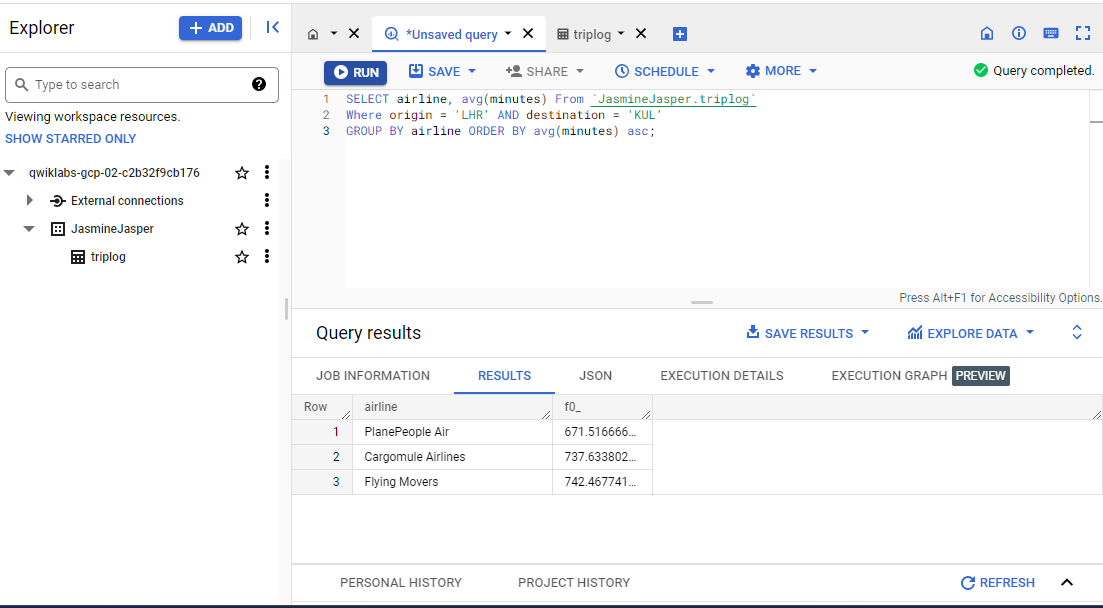 Explorer
+ ADD
*Unsaved query
triplog
Type to search
RUN
SAVE
SHARE
SCHEDULE
MORE
Query completed.
Viewing workspace resources.
SHOW STARRED ONLY
qwiklabs-gcp-02-c2b32f9cb176
External connections
JasmineJasper
triplog
1 SELECT airline, avg(minutes) From `JasmineJasper.triplog`
2 Where origin = 'LHR' AND destination = 'KUL'
3 GROUP BY airline ORDER BY avg(minutes) asc;
Press Alt+F1 for Accessibility Options.
Query results
SAVE RESULTS
EXPLORE DATA
JOB INFORMATION
RESULTS
JSON
EXECUTION DETAILS
EXECUTION GRAPH PREVIEW
Row airline f0_
1 PlanePeople Air 671.516666...
2 Cargomule Airlines 737.633802...
3 Flying Movers 742.467741...
PERSONAL HISTORY
PROJECT HISTORY
REFRESH